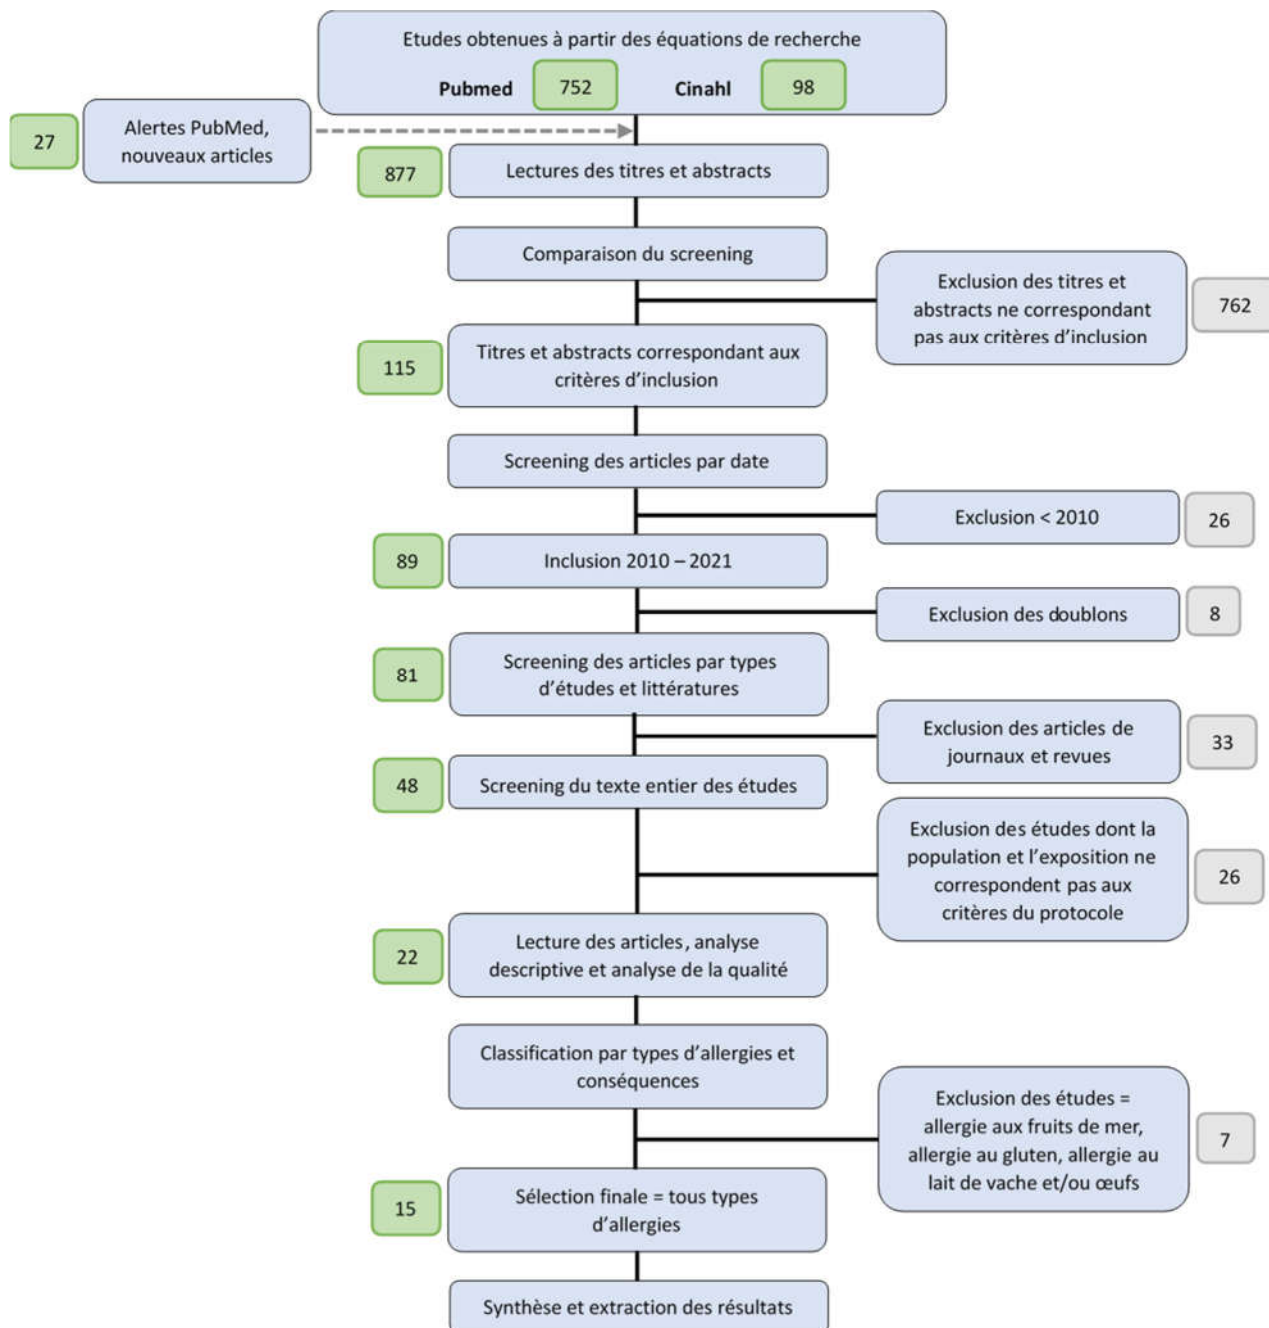 Etudes obtenues à partir des équations de recherche
Pubmed 752 Cinahl 98
27
Alertes PubMed,
nouveaux articles
877
Lectures des titres et abstracts
Comparaison du screening
Exclusion des titres et
abstracts ne correspondant
pas aux critères d’inclusion
762
115
Titres et abstracts correspondant aux
critères d’inclusion
Screening des articles par date
Exclusion < 2010
26
89
Inclusion 2010 – 2021
Exclusion des doublons
8
81
Screening des articles par types
d’études et littératures
Exclusion des articles de
journaux et revues
33
48
Screening du texte entier des études
Exclusion des études dont la
population et l’exposition ne
correspondent pas aux
critères du protocole
26
22
Lecture des articles, analyse
descriptive et analyse de la qualité
Classification par types d’allergies et
conséquences
Exclusion des études =
allergie aux fruits de mer,
allergie au gluten, allergie au
lait de vache et/ou œufs
7
15
Sélection finale = tous types
d’allergies
Synthèse et extraction des résultats